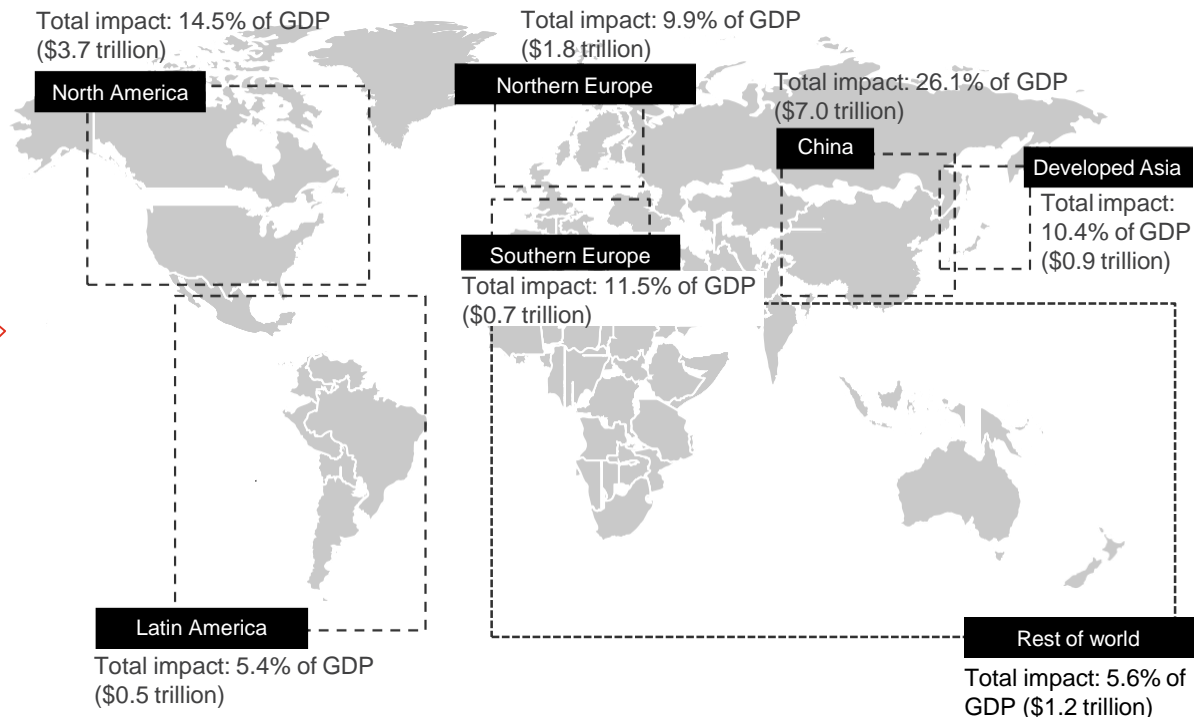 Total impact: 14.5% of GDP
($3.7 trillion)
North America
Total impact: 9.9% of GDP
($1.8 trillion)
Northern Europe
Total impact: 26.1% of GDP
($7.0 trillion)
China
Developed Asia
Total impact:
10.4% of GDP
($0.9 trillion)
Southern Europe
Total impact: 11.5% of GDP
($0.7 trillion)
Latin America
Total impact: 5.4% of GDP
($0.5 trillion)
Rest of world
Total impact: 5.6% of
GDP ($1.2 trillion)